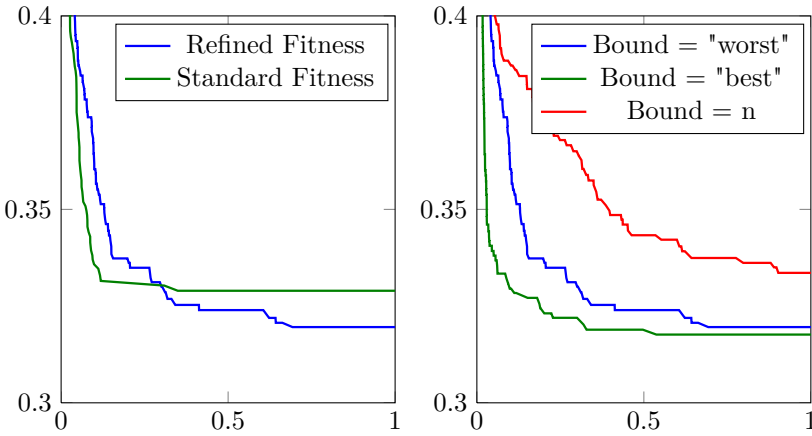 0.4
Refined Fitness
Standard Fitness
0.35
0.3
0
0.5
1
0.4
Bound = "worst"
Bound = "best"
Bound = n
0.35
0.3
0
0.5
1